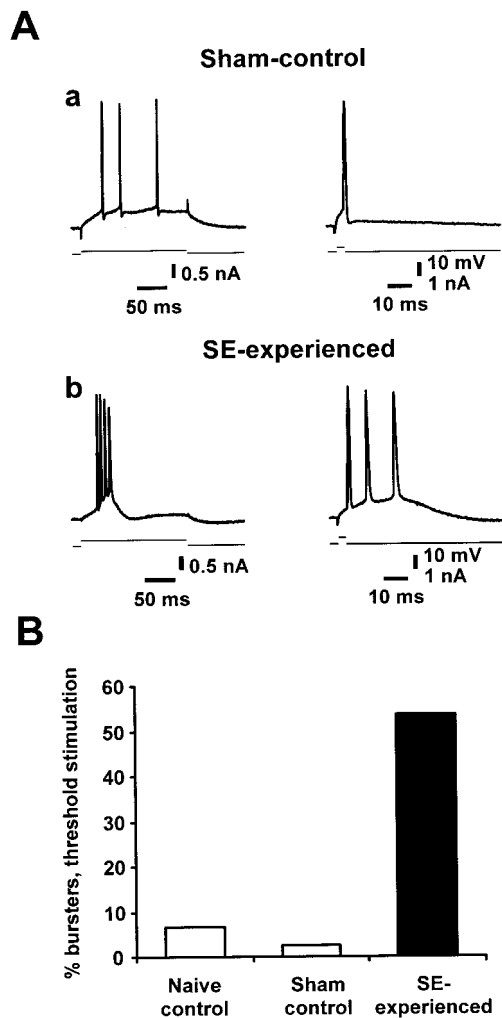 A
Sham-control
a
0.5 nA
50 ms
10 mV
1 nA
10 ms
SE-experienced
b
0.5 nA
50 ms
10 mV
1 nA
10 ms
B
% bursters, threshold stimulation
60
50
40
30
20
10
0
Naive control
Sham control
SE-experienced